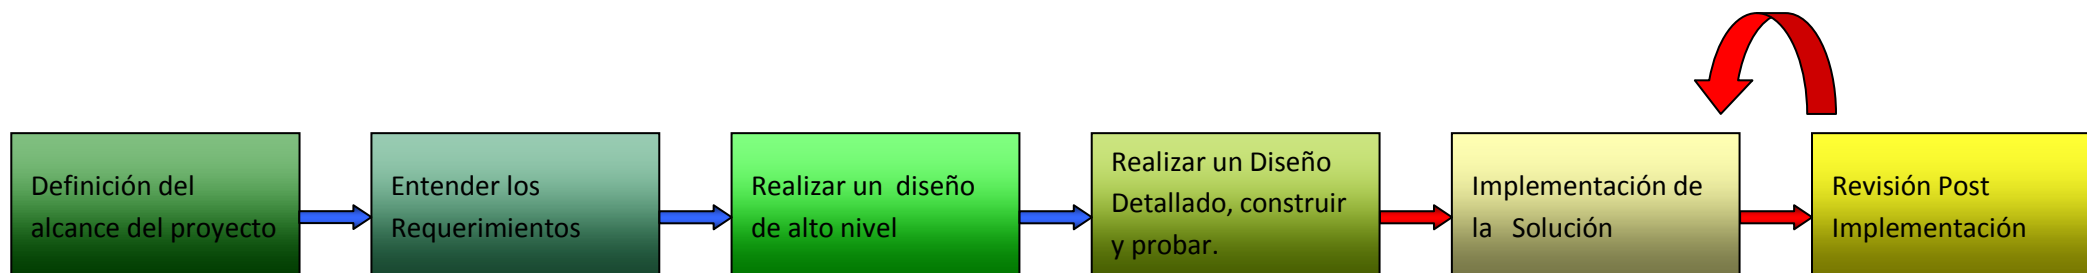 Definición del
alcance del proyecto
Entender los
Requerimientos
Realizar un  diseño
de alto nivel
Realizar un Diseño
Detallado, construir
y probar.
Implementación de
la   Solución
Revisión Post
Implementación